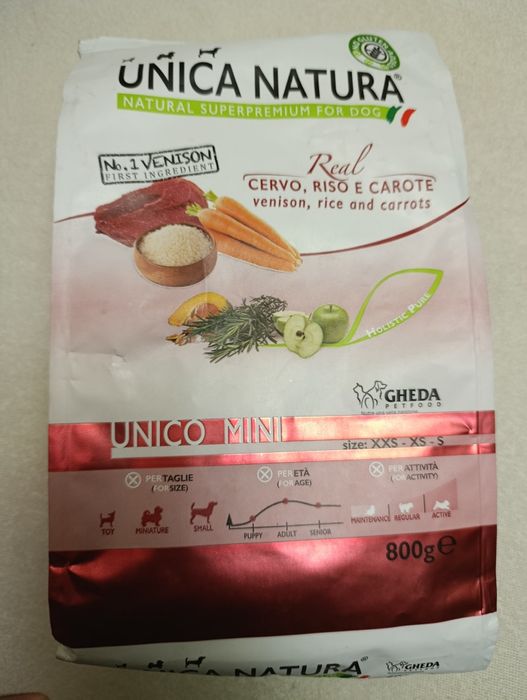 UNICA NATURA®
NATURAL SUPERPREMIUM FOR DOG
No.1 VENISON
FIRST INGREDIENT
Real
CERVO, RISO E CAROTE
venison, rice and carrots
HOLISTIC PURE
GHEDA
PETFOOD
UNICO MINI
size: XXS - XS - S
PER TAGLIE
(FOR SIZE)
PER ETÀ
(FOR AGE)
PER ATTIVITÀ
(FOR ACTIVITY)
TOY
MINIATURE
SMALL
PUPPY
ADULT
SENIOR
MAINTENANCE
REGULAR
ACTIVE
800g e
UNICA NATURA
GHEDA